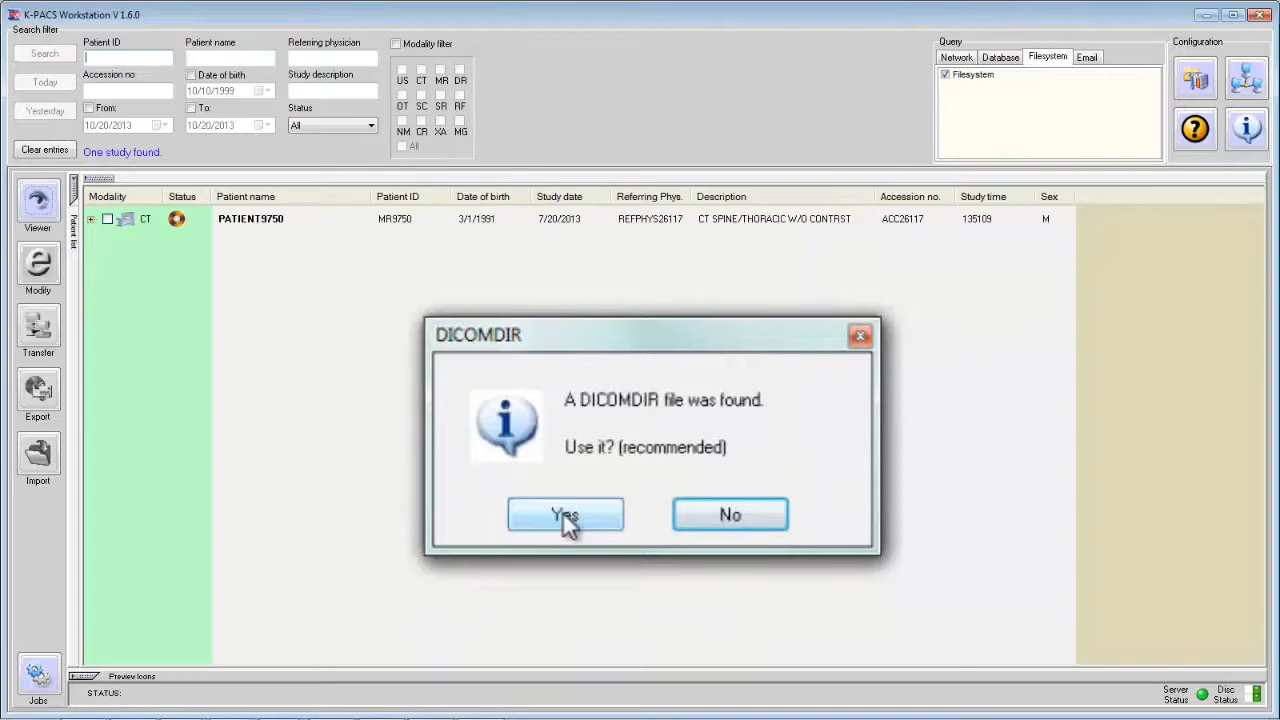 K-PACS Workstation V 1.6.0
Search filter
Search
Today
Yesterday
Clear entries
Patient ID
Patient name
Referring physician
Accession no
Date of birth
Study description
10/10/1999
From:
To:
Status
10/20/2013
10/20/2013
All
One study found.
Modality filter
US CT MR DR
OT SC SR RF
NM CR XA MG
All
Query
Network Database Filesystem Email
Filesystem
Configuration
Viewer
Modify
Transfer
Export
Import
Jobs
Patient list
Modality Status Patient name Patient ID Date of birth Study date Referring Phys. Description Accession no. Study time Sex
CT PATIENT9750 MR9750 3/1/1991 7/20/2013 REFPHYS26117 CT SPINE/THORACIC W/O CONTRST ACC26117 135109 M
DICOMDIR
A DICOMDIR file was found.
Use it? (recommended)
Yes No
Preview Icons
STATUS:
Server Status
Disc Status